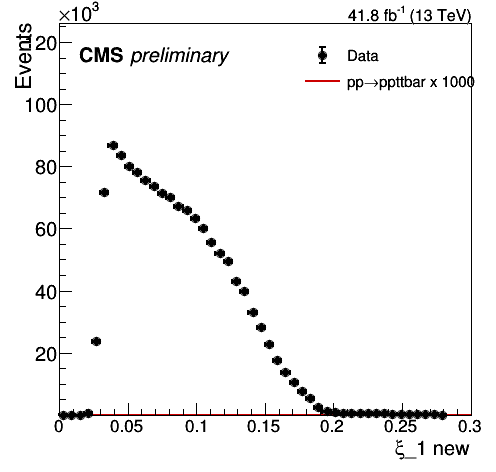 ×10³
41.8 fb⁻¹ (13 TeV)
Events
CMS preliminary
Data
pp→ppttbar x 1000
120
100
80
60
40
20
0 0.05 0.1 0.15 0.2 0.25 0.3
ξ_1 new